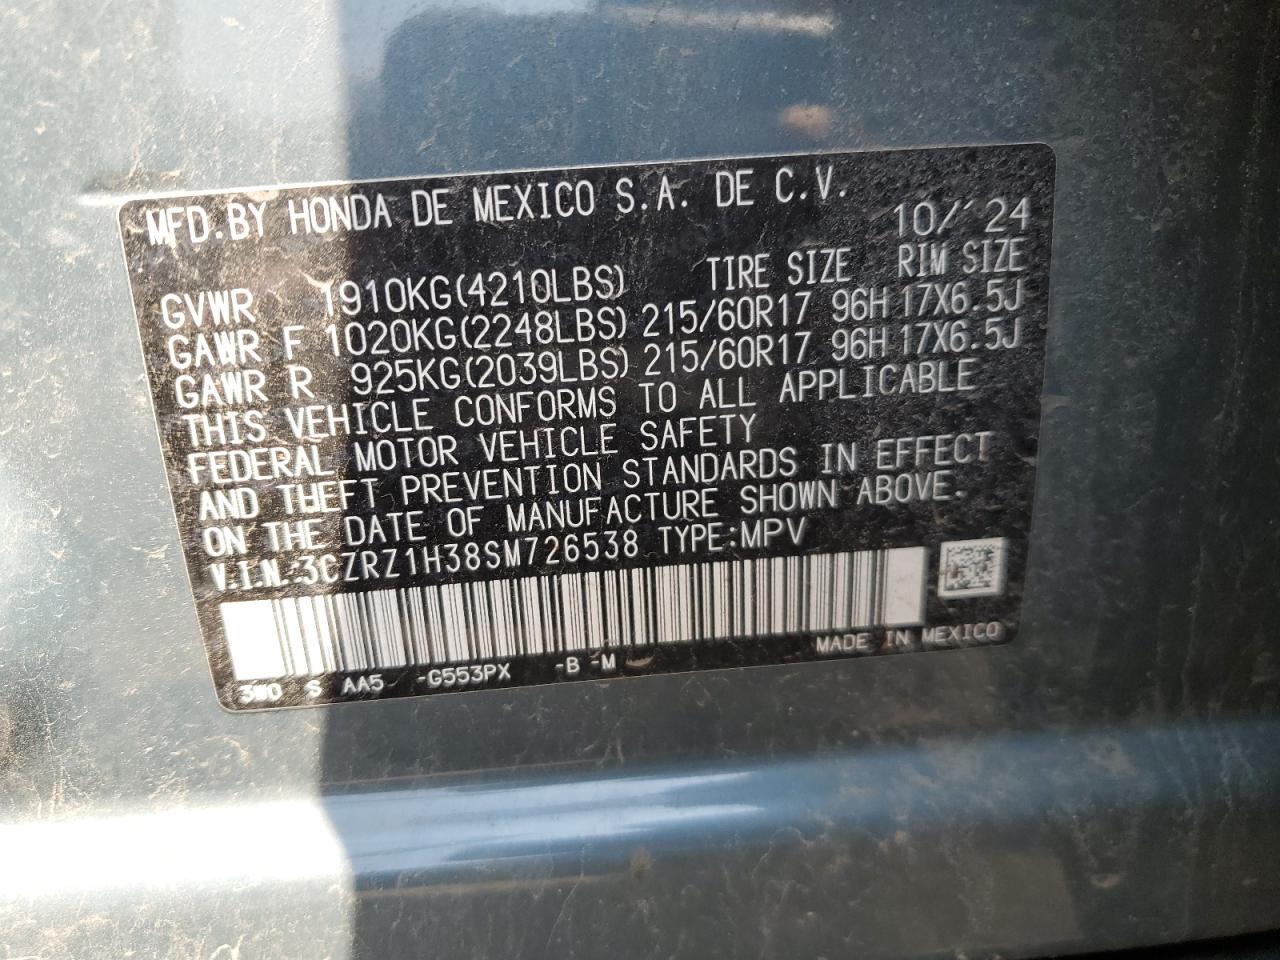 MFD.BY HONDA DE MEXICO S.A. DE C.V.
10/ 24
TIRE SIZE RIM SIZE
GVWR 1910KG(4210LBS)
GAWR F 1020KG(2248LBS) 215/60R17 96H 17X6.5J
GAWR R 925KG(2039LBS) 215/60R17 96H 17X6.5J
THIS VEHICLE CONFORMS TO ALL APPLICABLE
FEDERAL MOTOR VEHICLE SAFETY
AND THEFT PREVENTION STANDARDS IN EFFECT
ON THE DATE OF MANUFACTURE SHOWN ABOVE.
V.I.N.:3CZRZ1H38SM726538 TYPE:MPV
3W0 S AA5 -G553PX -B -M MADE IN MEXICO